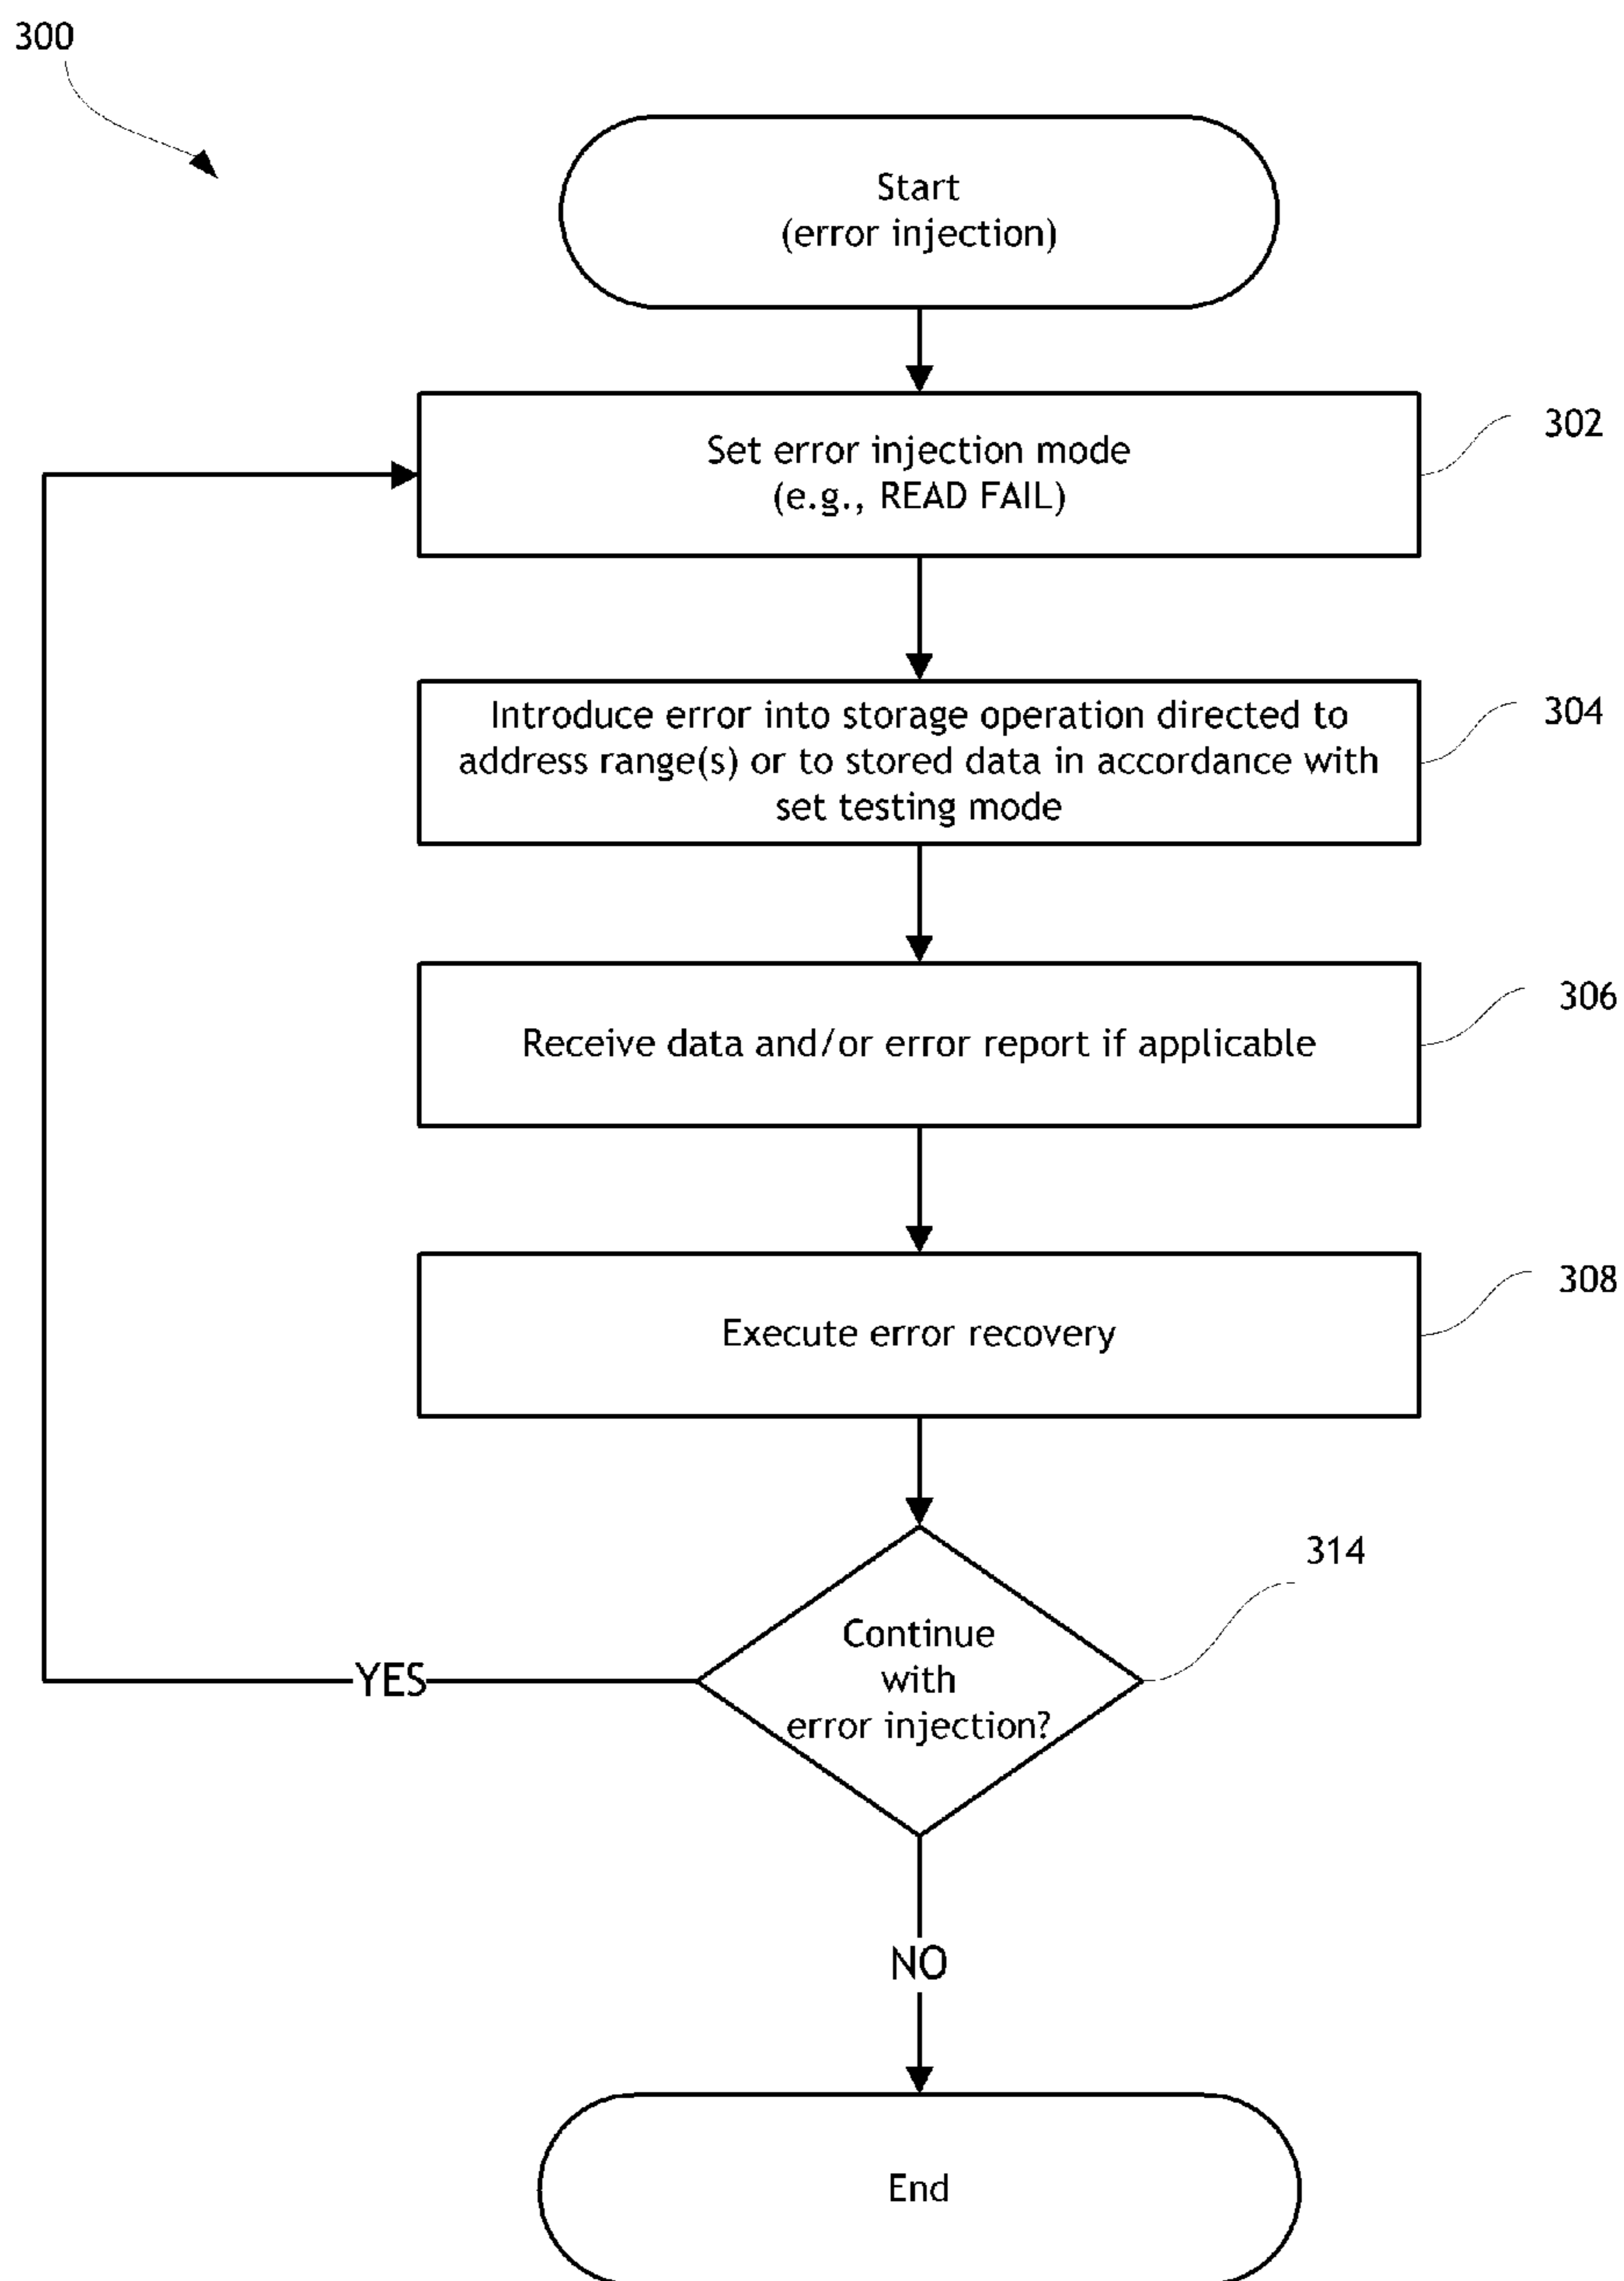 300
Start
(error injection)
Set error injection mode
(e.g., READ FAIL)
302
Introduce error into storage operation directed to
address range(s) or to stored data in accordance with
set testing mode
304
Receive data and/or error report if applicable
306
Execute error recovery
308
314
Continue
with
error injection?
YES
NO
End